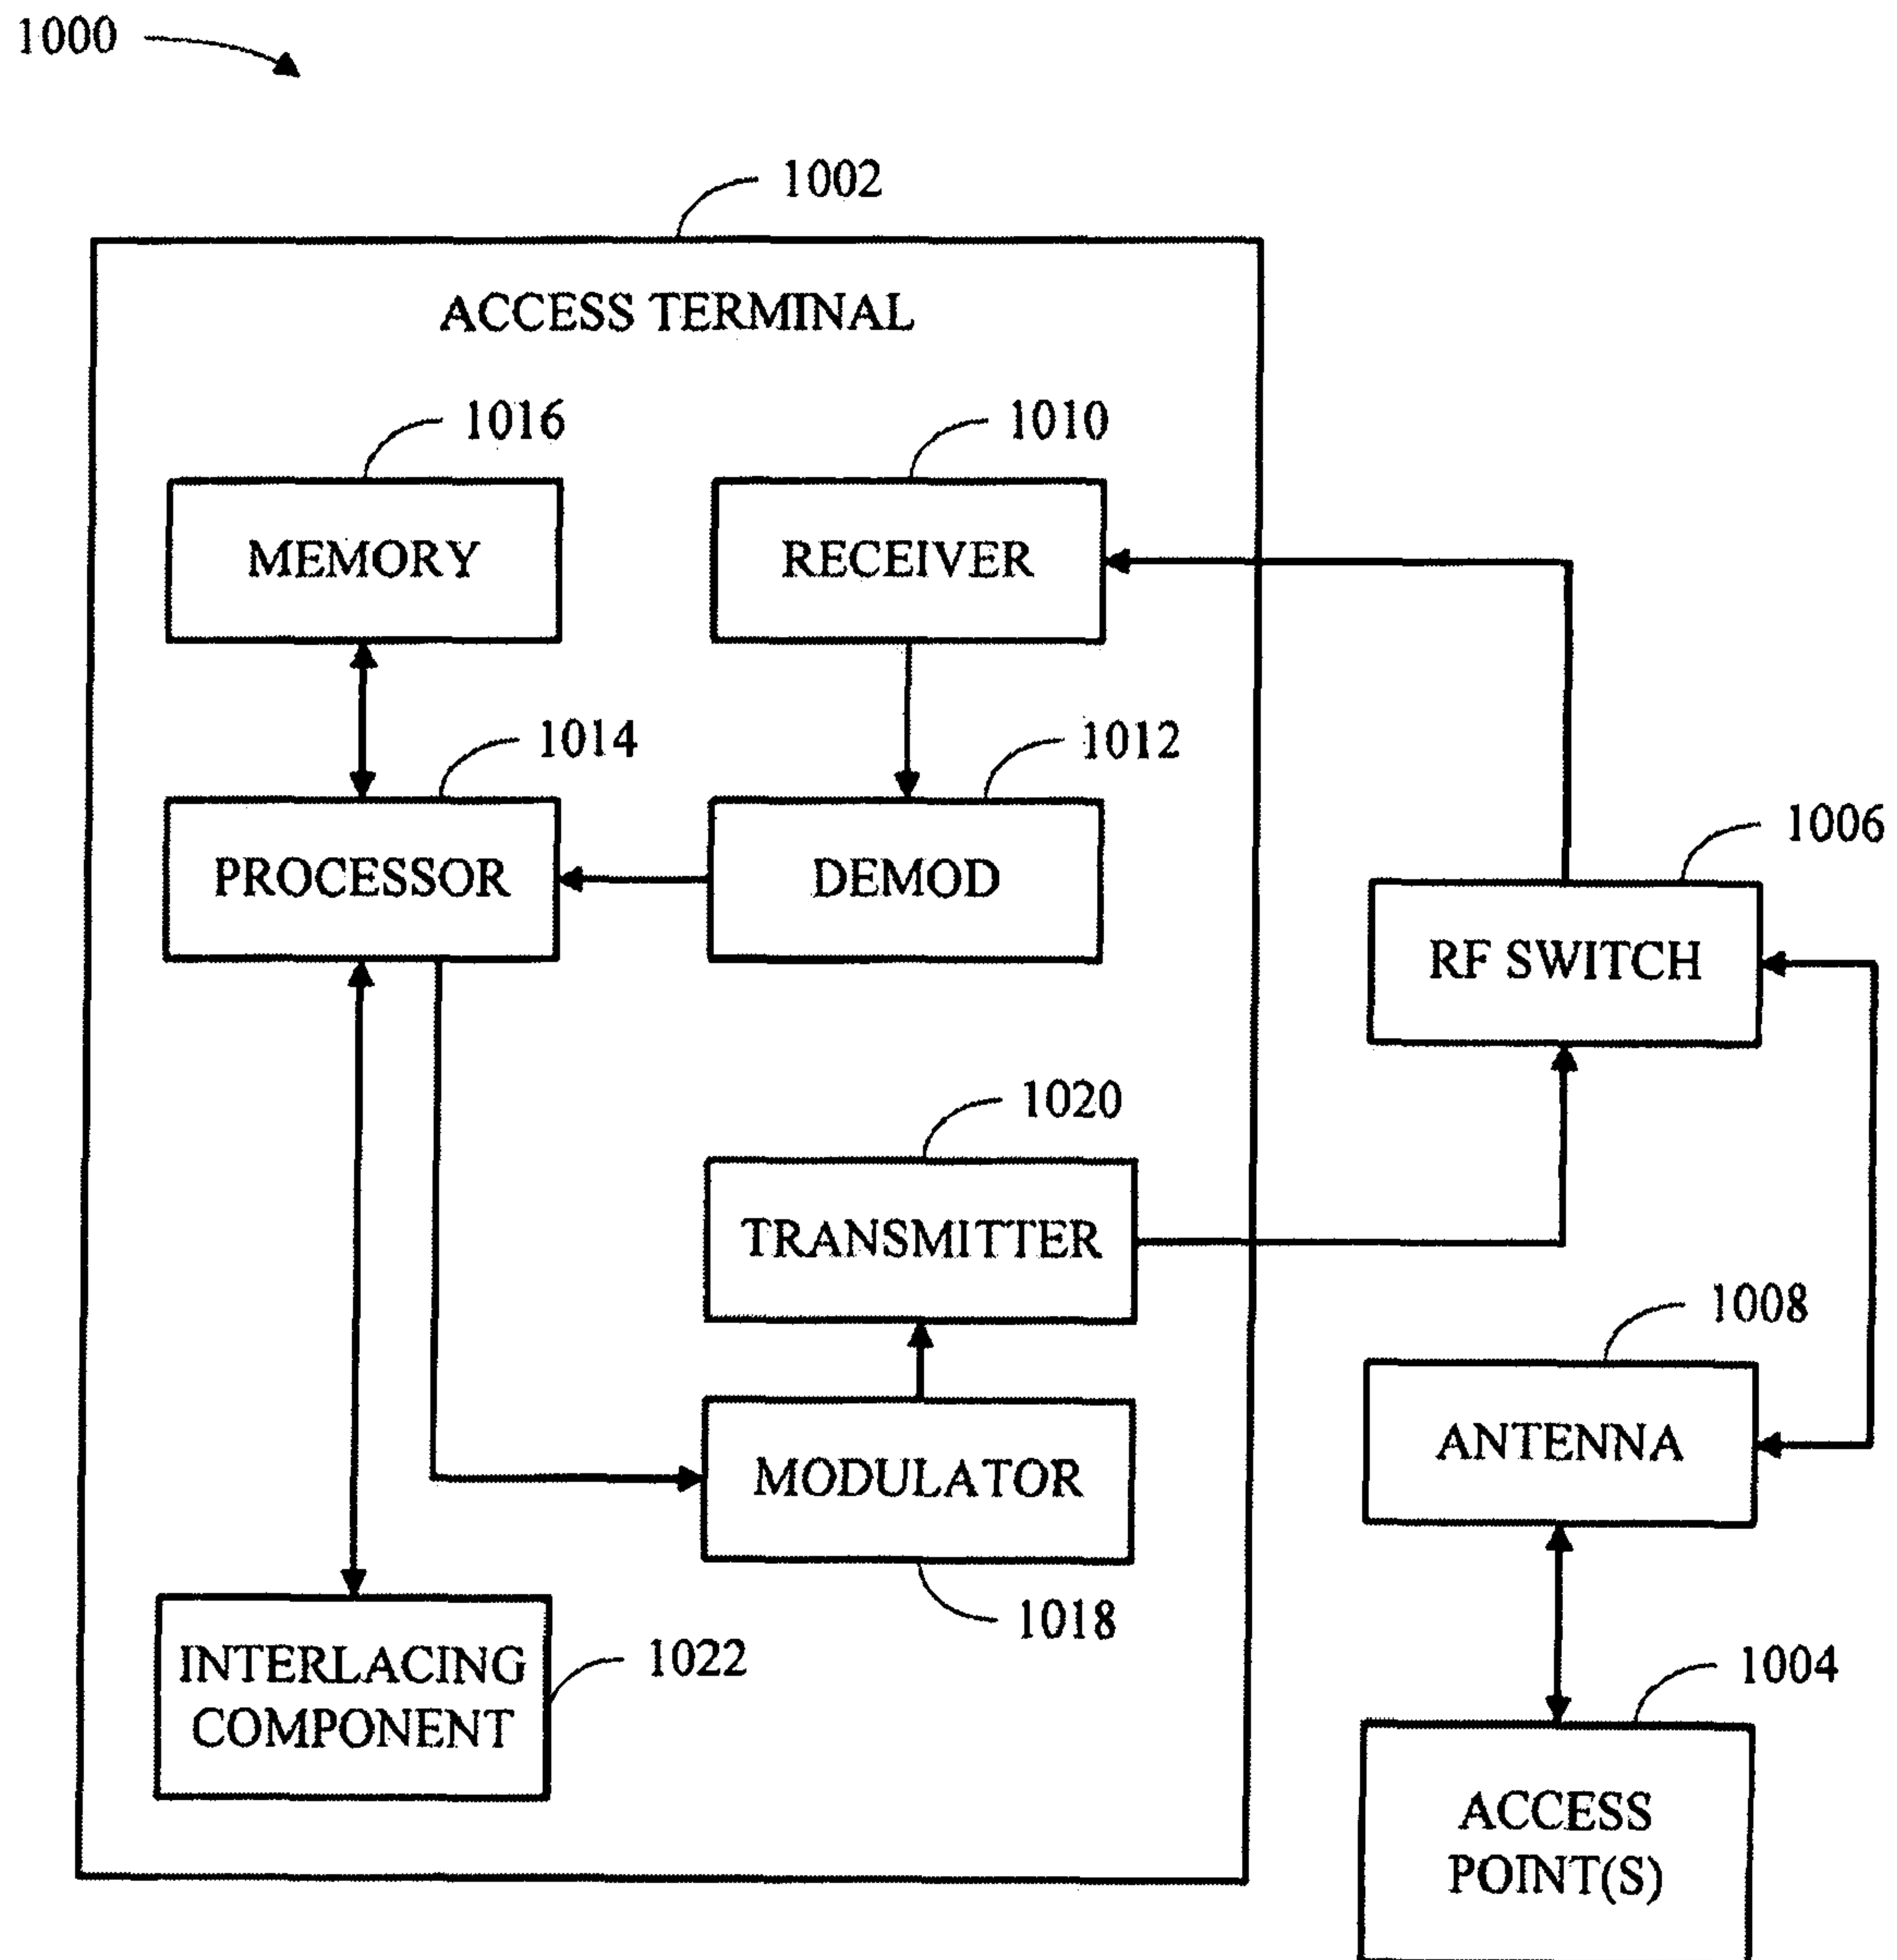 1000
1002
ACCESS TERMINAL
1016
1010
MEMORY
RECEIVER
1014
1012
1006
PROCESSOR
DEMOD
RF SWITCH
1020
TRANSMITTER
1008
ANTENNA
MODULATOR
1018
1022
1004
INTERLACING
COMPONENT
ACCESS
POINT(S)